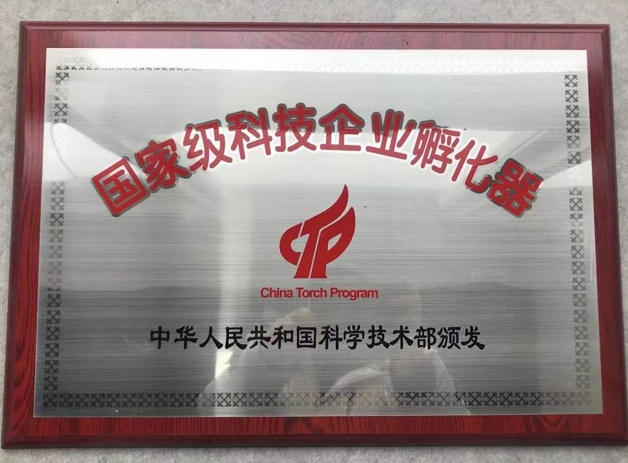 国家级科技企业孵化器
CTP
China Torch Program
中华人民共和国科学技术部颁发